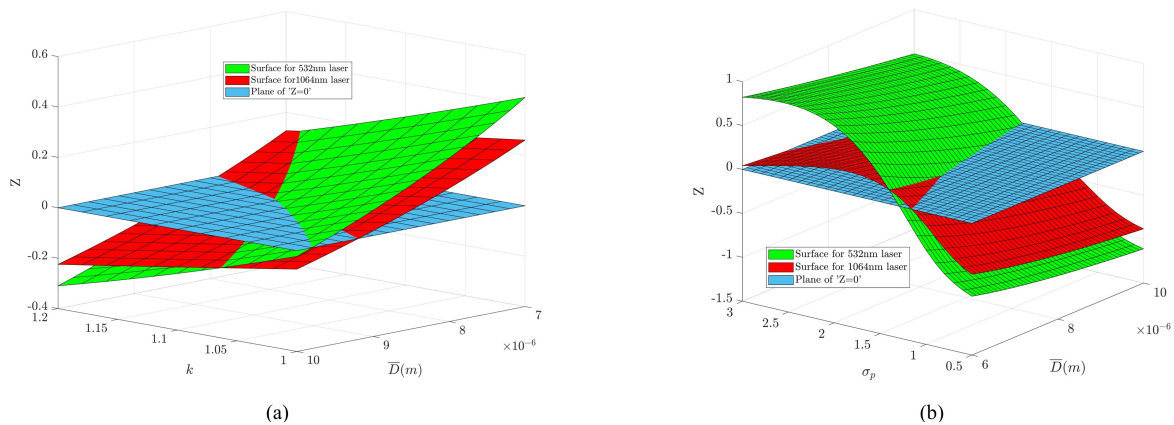 0.6
0.4
0.2
0
-0.2
-0.4
Z
Surface for 532nm laser
Surface for1064nm laser
Plane of 'Z=0'
1.2
1.15
1.1
1.05
1
k
10
9
8
7
×10⁻⁶
D̅(m)
(a)
1
0.5
0
-0.5
-1
-1.5
Z
Surface for 532nm laser
Surface for 1064nm laser
Plane of 'Z=0'
3
2.5
2
1.5
1
0.5
σₚ
6
8
10
×10⁻⁶
D̅(m)
(b)